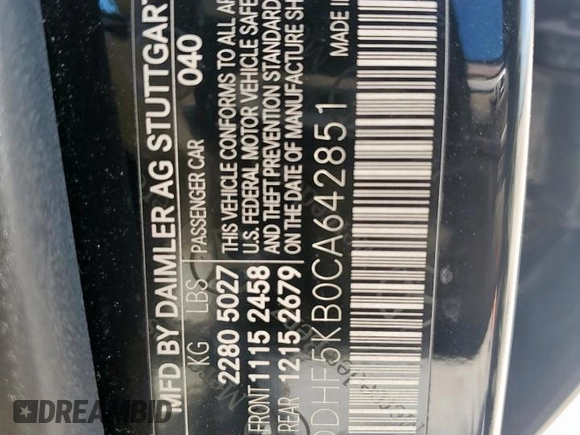 MFD BY DAIMLER AG STUTTGART
040
KG LBS PASSENGER CAR
2280 5027 THIS VEHICLE CONFORMS TO ALL
FRONT 1115 2458 U.S. FEDERAL MOTOR VEHICLE SAFE
REAR 1215 2679 AND THEFT PREVENTION STANDARD
ON THE DATE OF MANUFACTURE SH
DDHF5KB0CA642851
MADE IN
DREAMBID